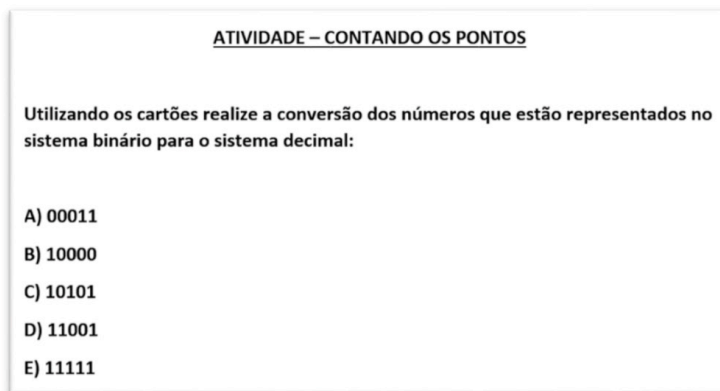 ATIVIDADE – CONTANDO OS PONTOS
Utilizando os cartões realize a conversão dos números que estão representados no
sistema binário para o sistema decimal:
A) 00011
B) 10000
C) 10101
D) 11001
E) 11111